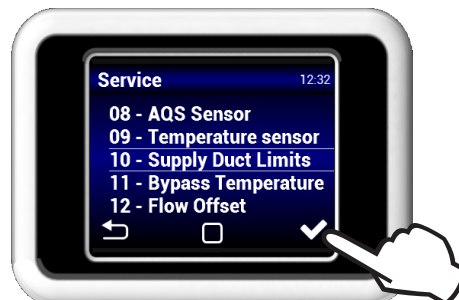 Service 12:32
08 - AQS Sensor
09 - Temperature sensor
10 - Supply Duct Limits
11 - Bypass Temperature
12 - Flow Offset